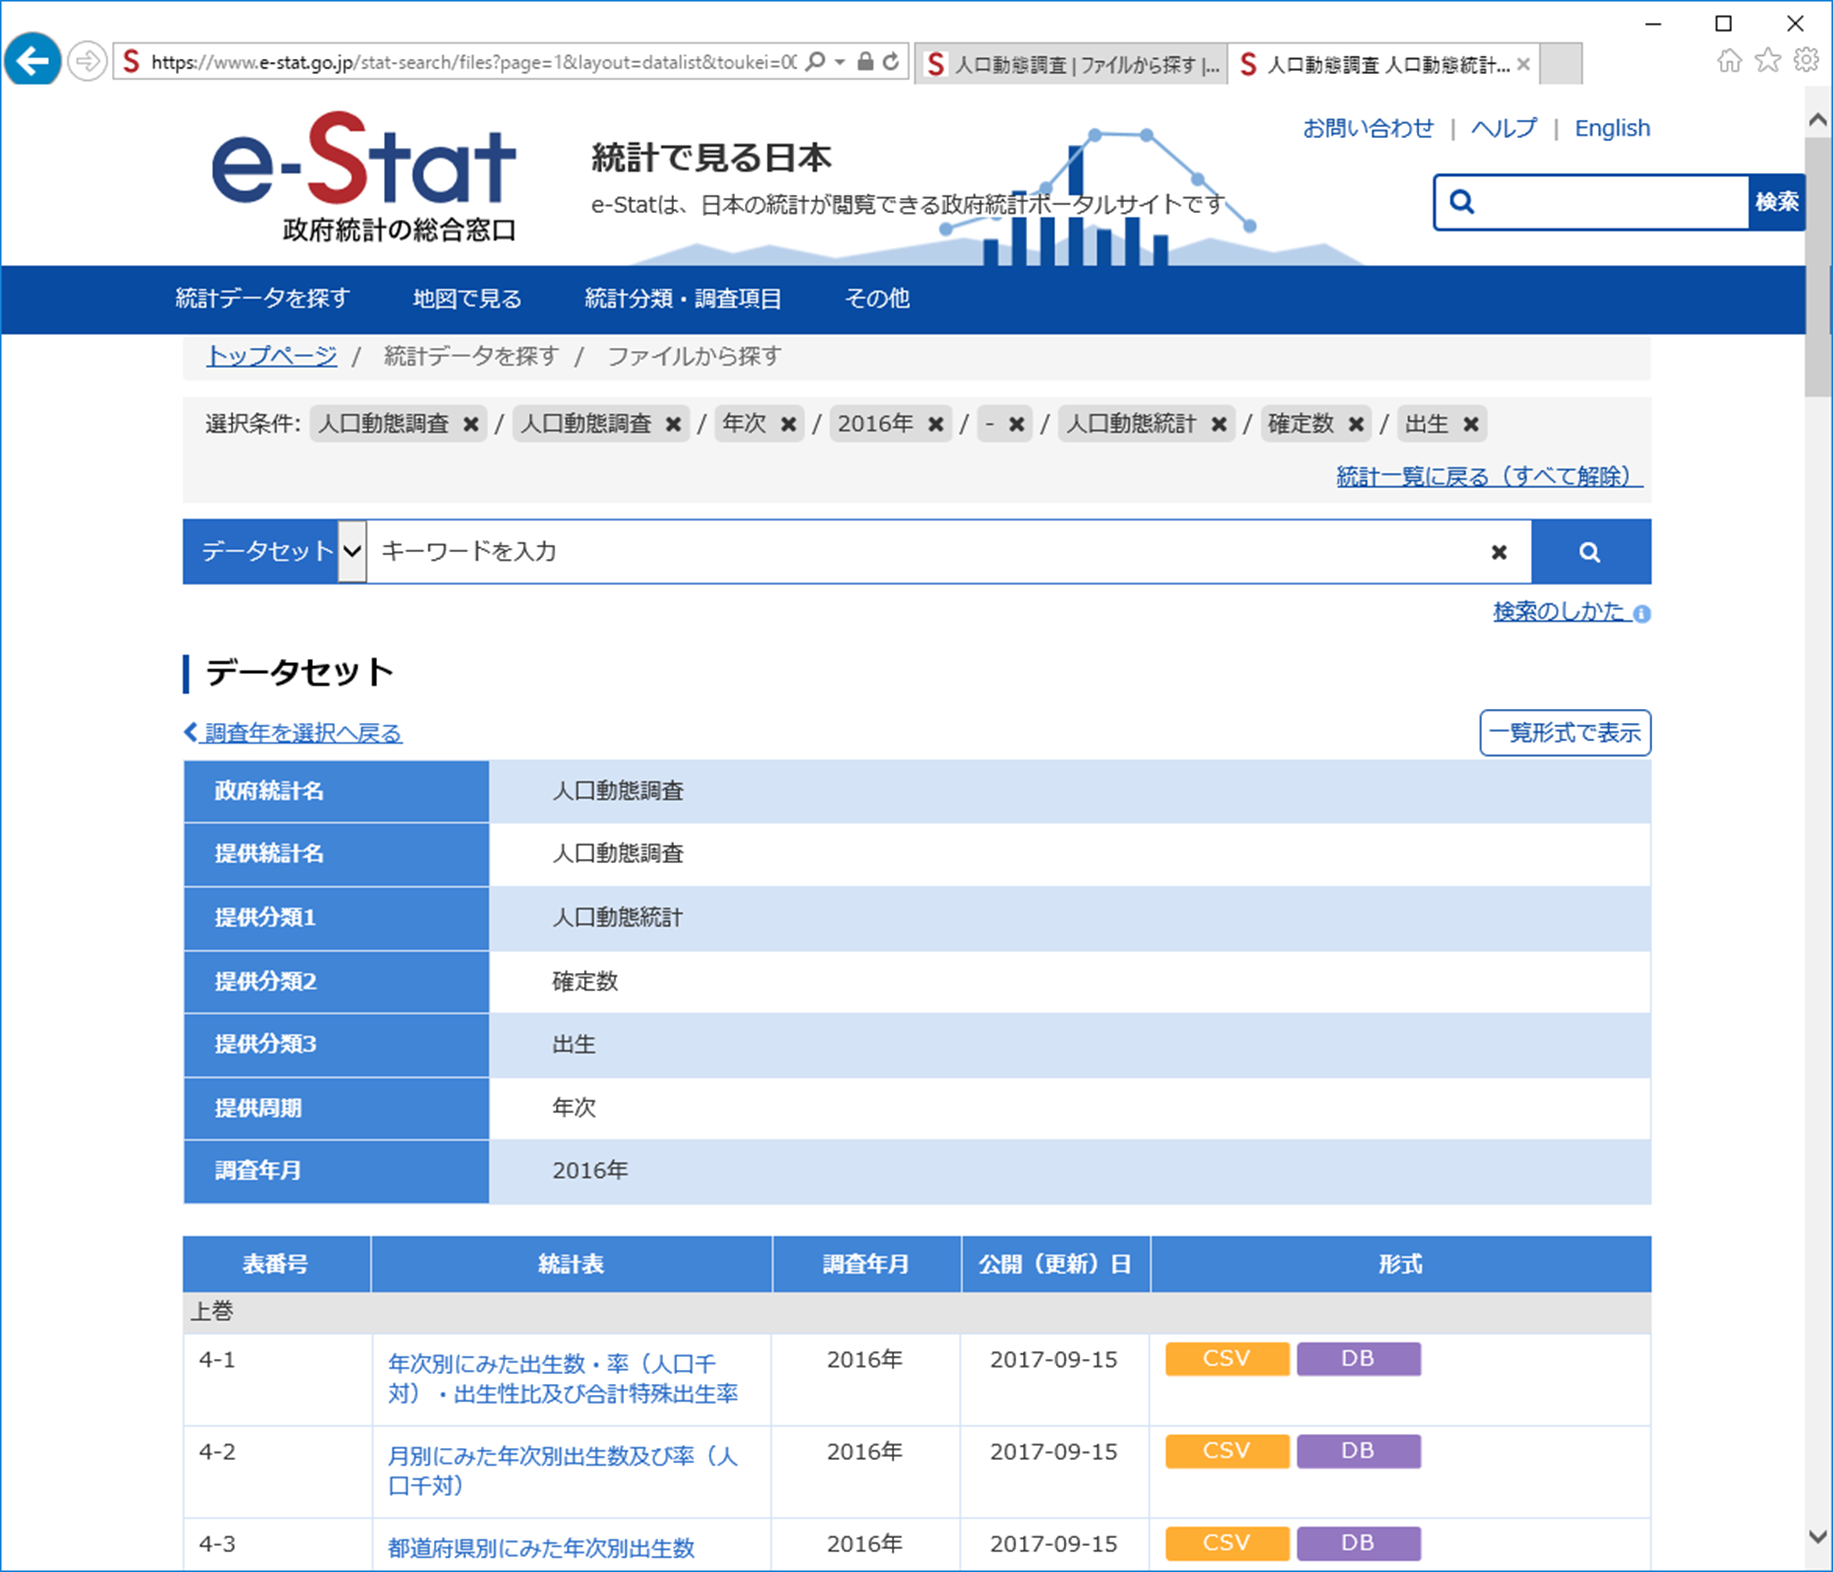 https://www.e-stat.go.jp/stat-search/files?page=1&layout=datalist&toukei=00
人口動態調査 | ファイルから探す |...
人口動態調査 人口動態統計...
e-Stat
政府統計の総合窓口
統計で見る日本
e-Statは、日本の統計が閲覧できる政府統計ポータルサイトです
お問い合わせ | ヘルプ | English
検索
統計データを探す 地図で見る 統計分類・調査項目 その他
トップページ / 統計データを探す / ファイルから探す
選択条件: 人口動態調査 ✖ / 人口動態調査 ✖ / 年次 ✖ / 2016年 ✖ / - ✖ / 人口動態統計 ✖ / 確定数 ✖ / 出生 ✖
統計一覧に戻る（すべて解除）
データセット キーワードを入力
検索のしかた
データセット
調査年を選択へ戻る
一覧形式で表示
政府統計名 人口動態調査
提供統計名 人口動態調査
提供分類1 人口動態統計
提供分類2 確定数
提供分類3 出生
提供周期 年次
調査年月 2016年
表番号 統計表 調査年月 公開（更新）日 形式
上巻
4-1 年次別にみた出生数・率（人口千
対）・出生性比及び合計特殊出生率 2016年 2017-09-15 CSV DB
4-2 月別にみた年次別出生数及び率（人
口千対） 2016年 2017-09-15 CSV DB
4-3 都道府県別にみた年次別出生数 2016年 2017-09-15 CSV DB